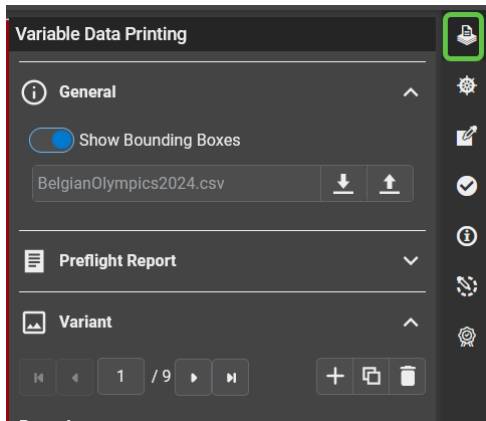 Variable Data Printing
General
Show Bounding Boxes
BelgianOlympics2024.csv
Preflight Report
Variant
1 / 9